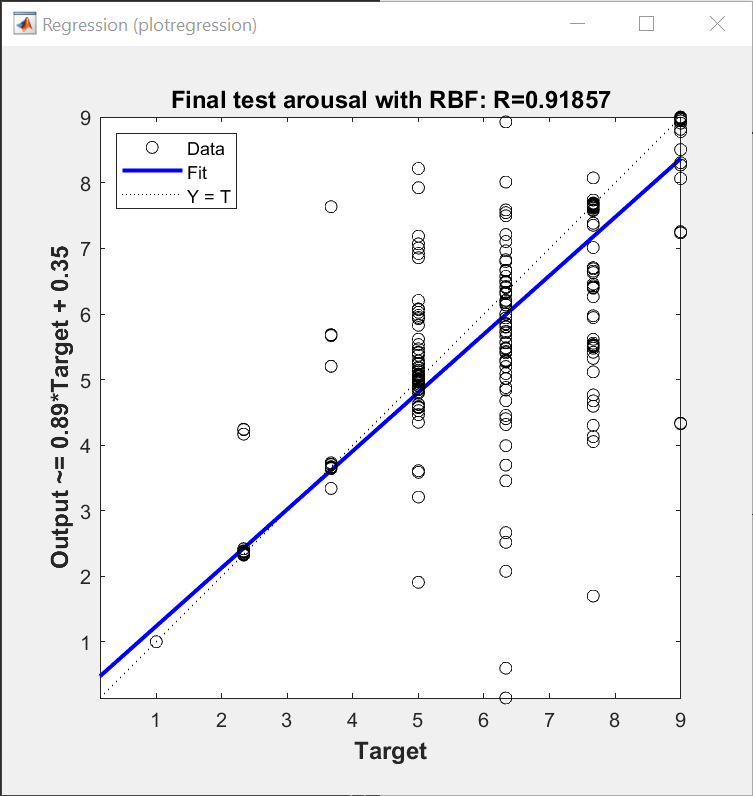 Regression (plotregression)
Final test arousal with RBF: R=0.91857
Data
Fit
Y = T
Output ~= 0.89*Target + 0.35
9
8
7
6
5
4
3
2
1
1 2 3 4 5 6 7 8 9
Target